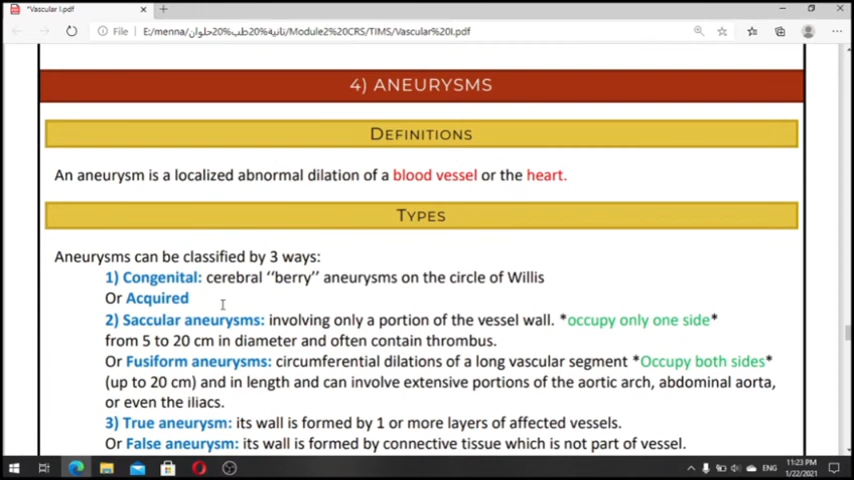 *Vascular I.pdf
File
E:/menna/ثانية%20طب%20حلوان/Module2%20CRS/TIMS/Vascular%20I.pdf
4) ANEURYSMS
DEFINITIONS
An aneurysm is a localized abnormal dilation of a blood vessel or the heart.
TYPES
Aneurysms can be classified by 3 ways:
1) Congenital: cerebral ‘‘berry’’ aneurysms on the circle of Willis
Or Acquired
2) Saccular aneurysms: involving only a portion of the vessel wall. *occupy only one side*
from 5 to 20 cm in diameter and often contain thrombus.
Or Fusiform aneurysms: circumferential dilations of a long vascular segment *Occupy both sides*
(up to 20 cm) and in length and can involve extensive portions of the aortic arch, abdominal aorta,
or even the iliacs.
3) True aneurysm: its wall is formed by 1 or more layers of affected vessels.
Or False aneurysm: its wall is formed by connective tissue which is not part of vessel.
ENG
11:23 PM
1/22/2021